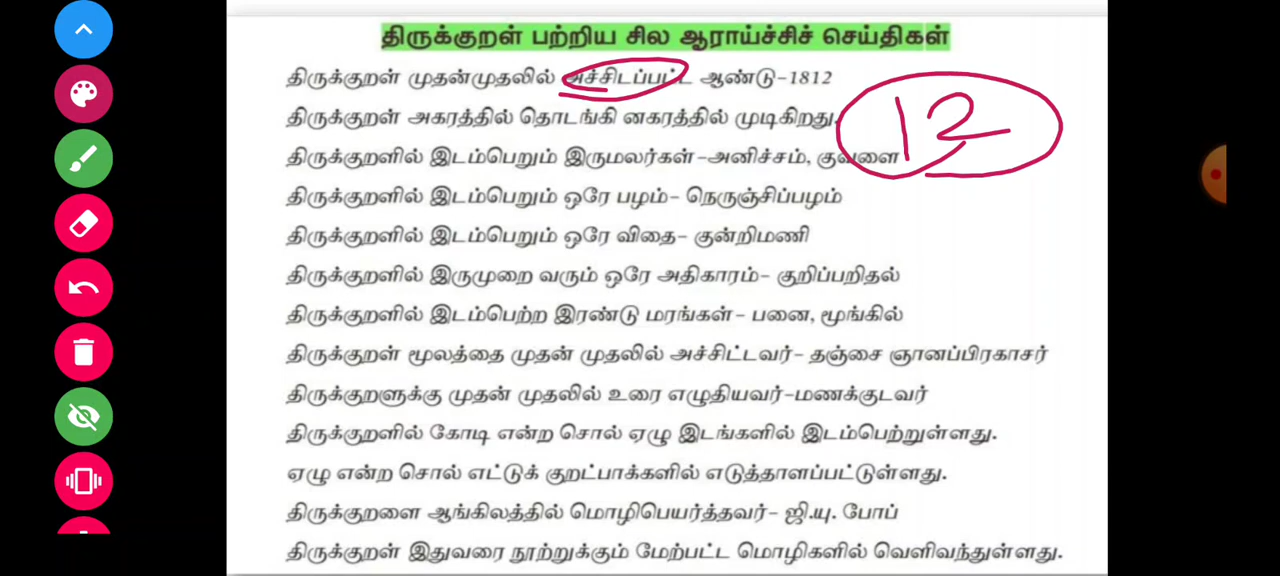 திருக்குறள் பற்றிய சில ஆராய்ச்சிச் செய்திகள்
திருக்குறள் முதன்முதலில் அச்சிடப்பட்ட ஆண்டு-1812
திருக்குறள் அகரத்தில் தொடங்கி னகரத்தில் முடிகிறது.
12
திருக்குறளில் இடம்பெறும் இருமலர்கள்-அனிச்சம், குவளை
திருக்குறளில் இடம்பெறும் ஒரே பழம்- நெருஞ்சிப்பழம்
திருக்குறளில் இடம்பெறும் ஒரே விதை- குன்றிமணி
திருக்குறளில் இருமுறை வரும் ஒரே அதிகாரம்- குறிப்பறிதல்
திருக்குறளில் இடம்பெற்ற இரண்டு மரங்கள்- பனை, மூங்கில்
திருக்குறள் மூலத்தை முதன் முதலில் அச்சிட்டவர்- தஞ்சை ஞானப்பிரகாசர்
திருக்குறளுக்கு முதன் முதலில் உரை எழுதியவர்-மணக்குடவர்
திருக்குறளில் கோடி என்ற சொல் ஏழு இடங்களில் இடம்பெற்றுள்ளது.
ஏழு என்ற சொல் எட்டுக் குறட்பாக்களில் எடுத்தாளப்பட்டுள்ளது.
திருக்குறளை ஆங்கிலத்தில் மொழிபெயர்த்தவர்- ஜி.யு. போப்
திருக்குறள் இதுவரை நூற்றுக்கும் மேற்பட்ட மொழிகளில் வெளிவந்துள்ளது.